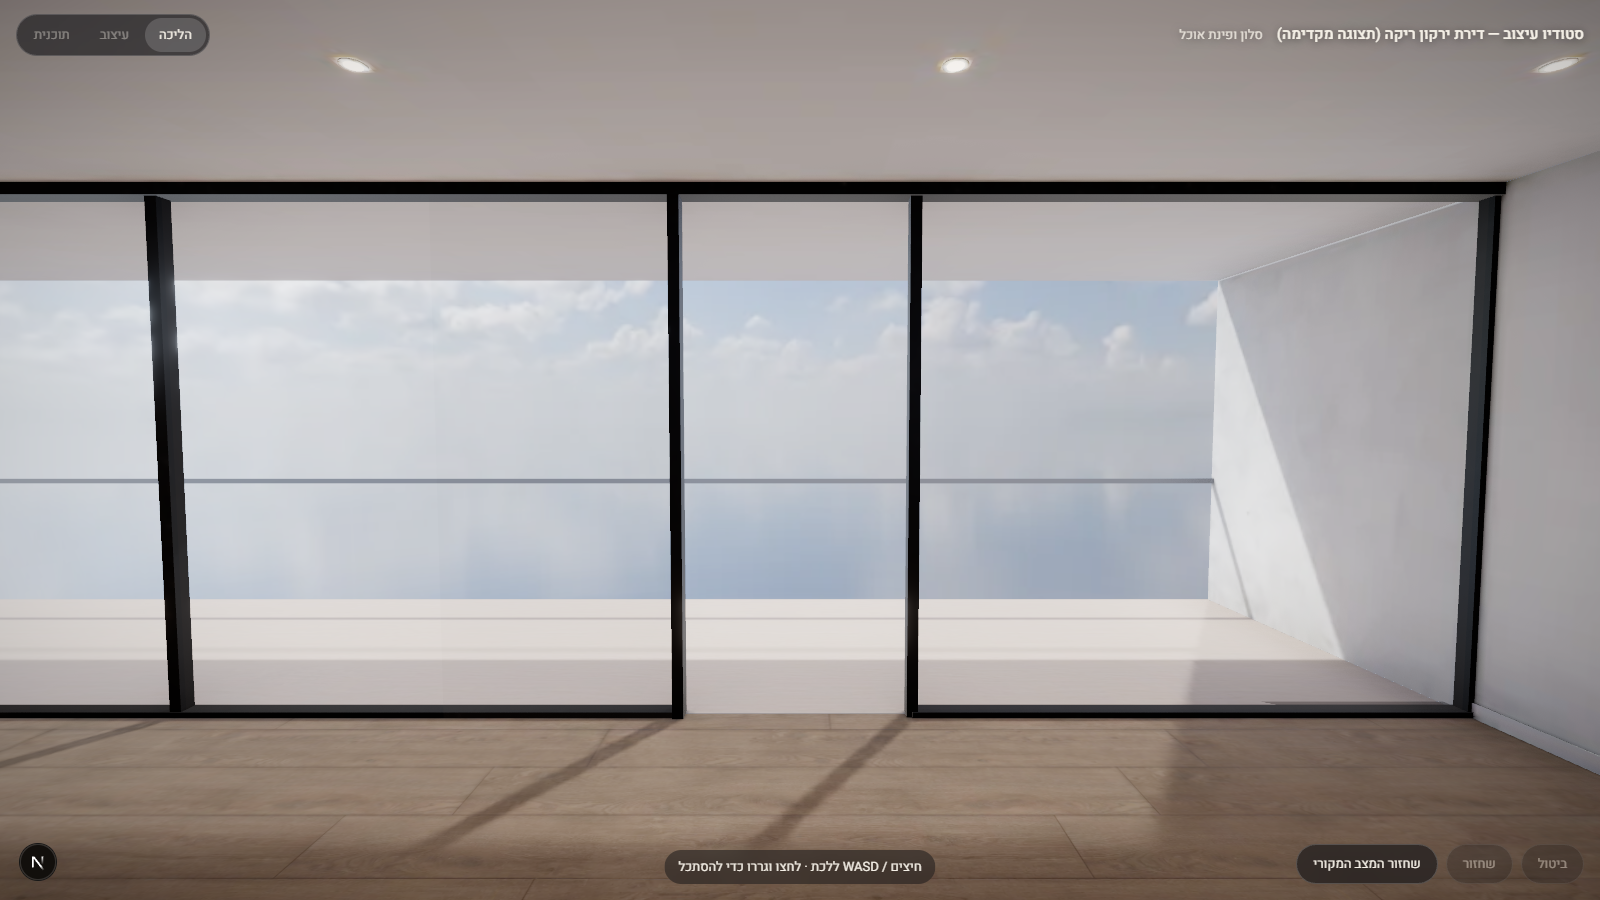 סטודיו עיצוב — דירת ירקון ריקה (תצוגה מקדימה) סלון ופינת אוכל
הליכה עיצוב תוכנית
חיצים / WASD ללכת · לחצו וגררו כדי להסתכל
ביטול שחזור שחזור המצב המקורי
N